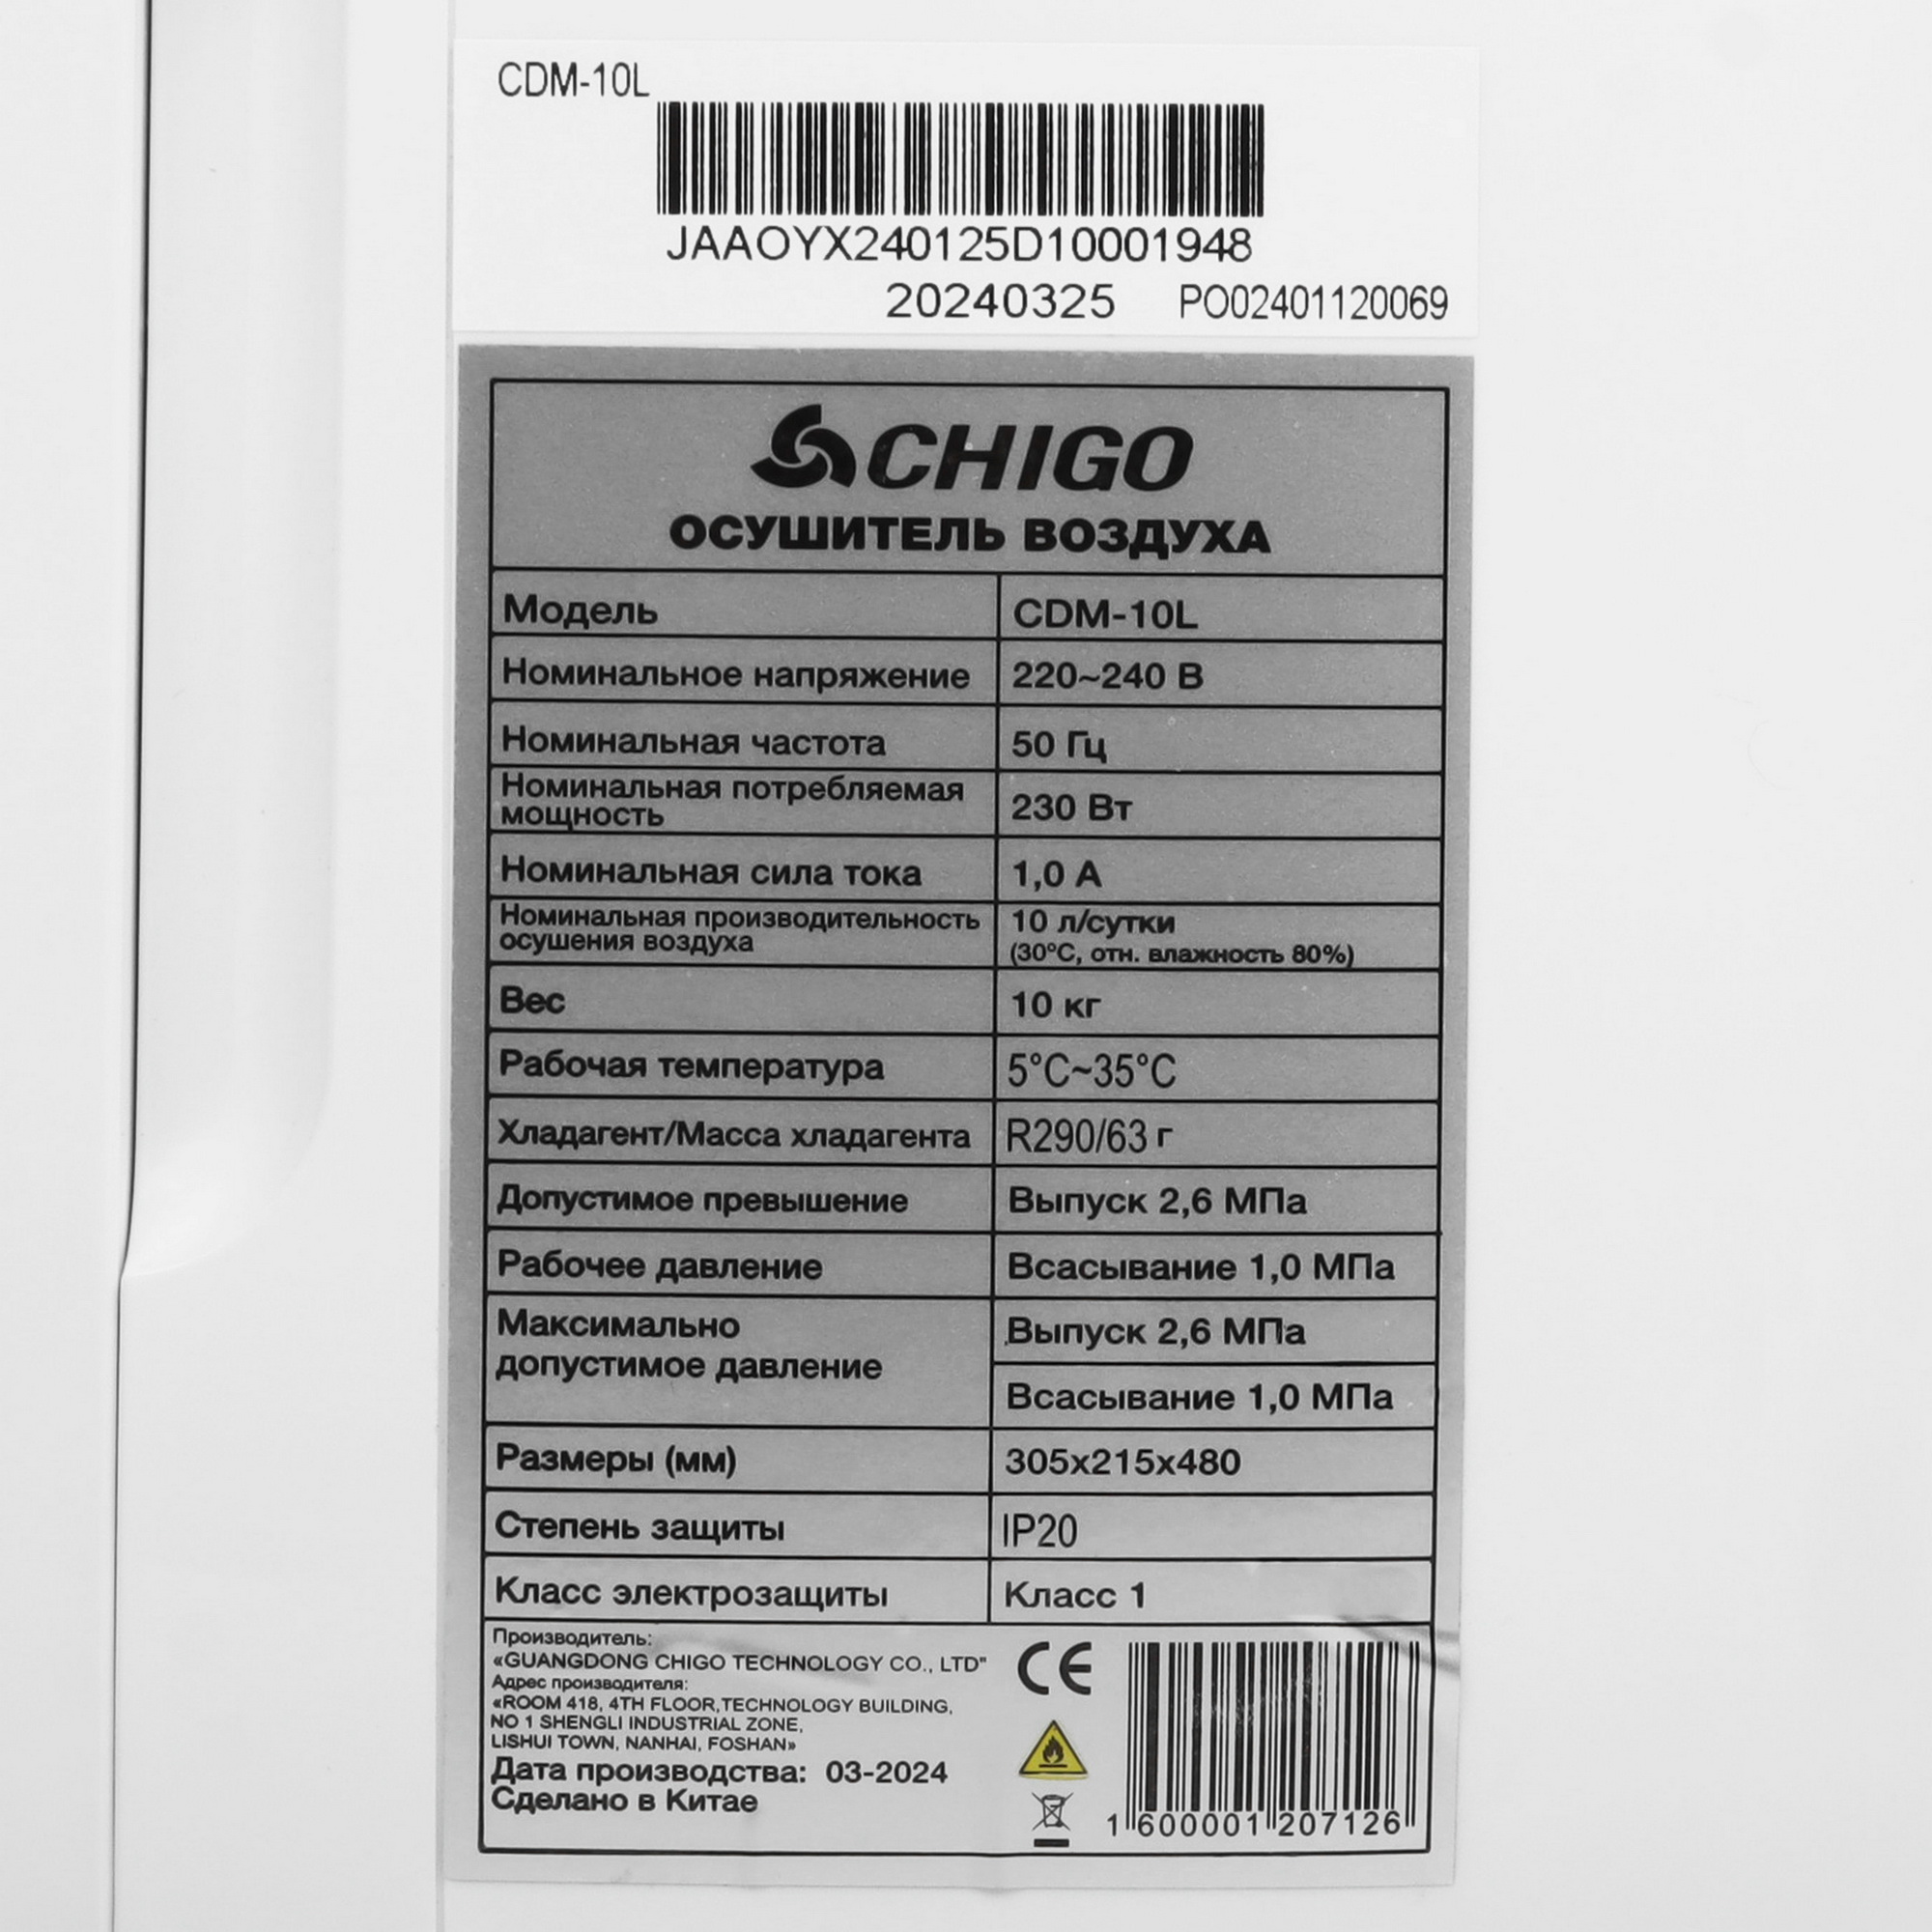 CDM-10L
JAAOYX240125D10001948
20240325 PO02401120069
CHIGO
ОСУШИТЕЛЬ ВОЗДУХА
Модель CDM-10L
Номинальное напряжение 220~240 В
Номинальная частота 50 Гц
Номинальная потребляемая
мощность 230 Вт
Номинальная сила тока 1,0 А
Номинальная производительность 10 л/сутки
осушения воздуха (30°C, отн. влажность 80%)
Вес 10 кг
Рабочая температура 5°C~35°C
Хладагент/Масса хладагента R290/63 г
Допустимое превышение Выпуск 2,6 МПа
Рабочее давление Всасывание 1,0 МПа
Максимально Выпуск 2,6 МПа
допустимое давление
Всасывание 1,0 МПа
Размеры (мм) 305x215x480
Степень защиты IP20
Класс электрозащиты Класс 1
Производитель:
«GUANGDONG CHIGO TECHNOLOGY CO., LTD"
Адрес производителя:
«ROOM 418, 4TH FLOOR,TECHNOLOGY BUILDING,
NO 1 SHENGLI INDUSTRIAL ZONE,
LISHUI TOWN, NANHAI, FOSHAN»
Дата производства: 03-2024
Сделано в Китае
CE
1 600001 207126